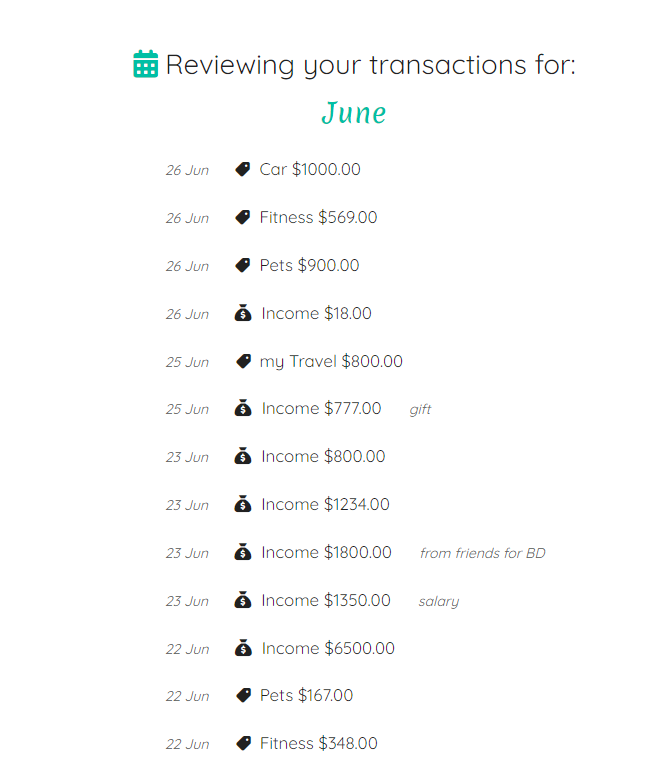 Reviewing your transactions for:
June
26 Jun Car $1000.00
26 Jun Fitness $569.00
26 Jun Pets $900.00
26 Jun Income $18.00
25 Jun my Travel $800.00
25 Jun Income $777.00 gift
23 Jun Income $800.00
23 Jun Income $1234.00
23 Jun Income $1800.00 from friends for BD
23 Jun Income $1350.00 salary
22 Jun Income $6500.00
22 Jun Pets $167.00
22 Jun Fitness $348.00